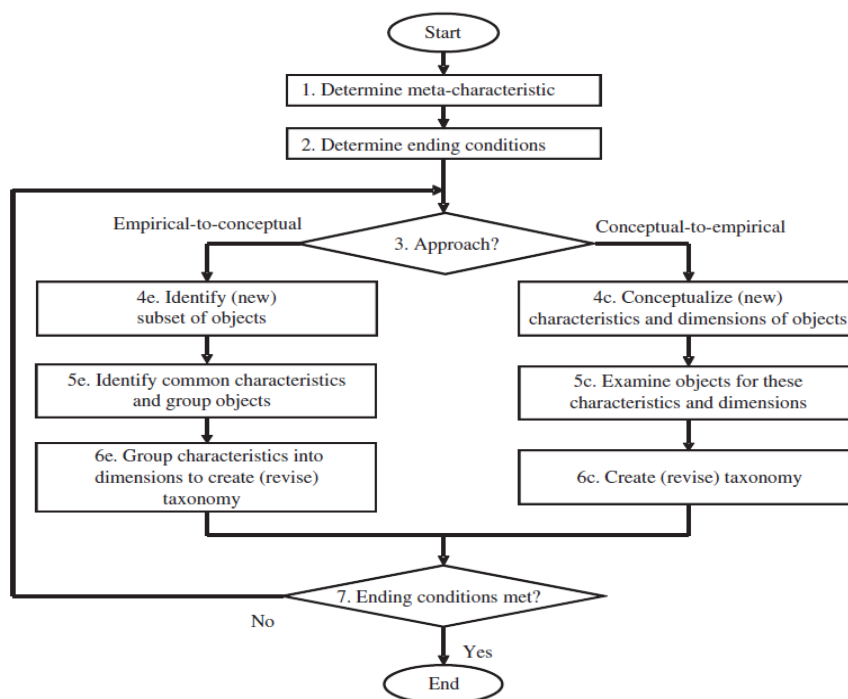 Start
1. Determine meta-characteristic
2. Determine ending conditions
Empirical-to-conceptual
Conceptual-to-empirical
3. Approach?
4e. Identify (new)
subset of objects
4c. Conceptualize (new)
characteristics and dimensions of objects
5e. Identify common characteristics
and group objects
5c. Examine objects for these
characteristics and dimensions
6e. Group characteristics into
dimensions to create (revise)
taxonomy
6c. Create (revise) taxonomy
7. Ending conditions met?
No
Yes
End